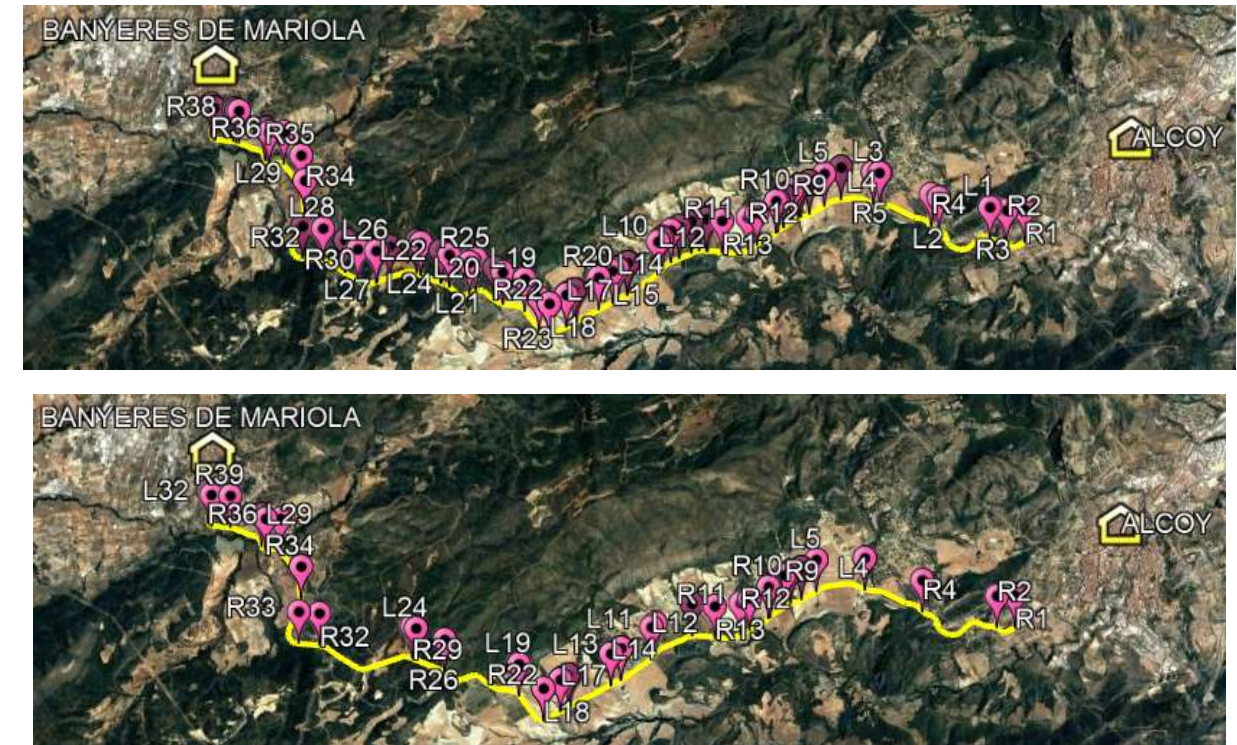 BANYERES DE MARIOLA
ALCOY
R38
R36
R35
L29
R34
L28
R32
R30
L26
L27
L22
L24
R25
L20
L21
L19
R22
R23
L18
L17
R20
L15
L14
L10
L12
R11
R13
R12
R10
R9
L5
L4
L3
R5
R4
L2
L1
R3
R2
R1
BANYERES DE MARIOLA
ALCOY
R39
L32
R36
L29
R34
R33
R32
L24
R29
R26
L19
R22
L18
L17
L13
L11
L14
L12
R11
R13
R12
R10
R9
L5
L4
R4
R2
R1